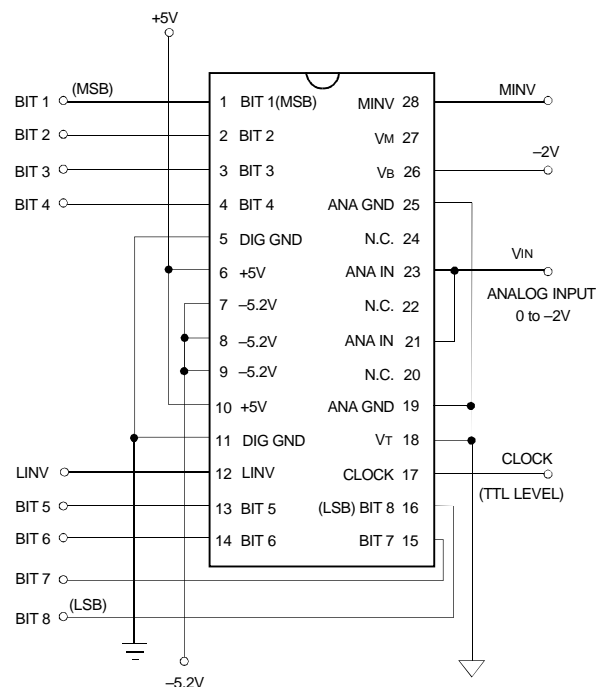 +5V
BIT 1
(MSB)
BIT 2
BIT 3
BIT 4
LINV
BIT 5
BIT 6
BIT 7
BIT 8
(LSB)
–5.2V
1 BIT 1(MSB)
2 BIT 2
3 BIT 3
4 BIT 4
5 DIG GND
6 +5V
7 –5.2V
8 –5.2V
9 –5.2V
10 +5V
11 DIG GND
12 LINV
13 BIT 5
14 BIT 6
MINV 28
VM 27
VB 26
ANA GND 25
N.C. 24
ANA IN 23
N.C. 22
ANA IN 21
N.C. 20
ANA GND 19
VT 18
CLOCK 17
(LSB) BIT 8 16
BIT 7 15
MINV
–2V
VIN
ANALOG INPUT
0 to –2V
CLOCK
(TTL LEVEL)